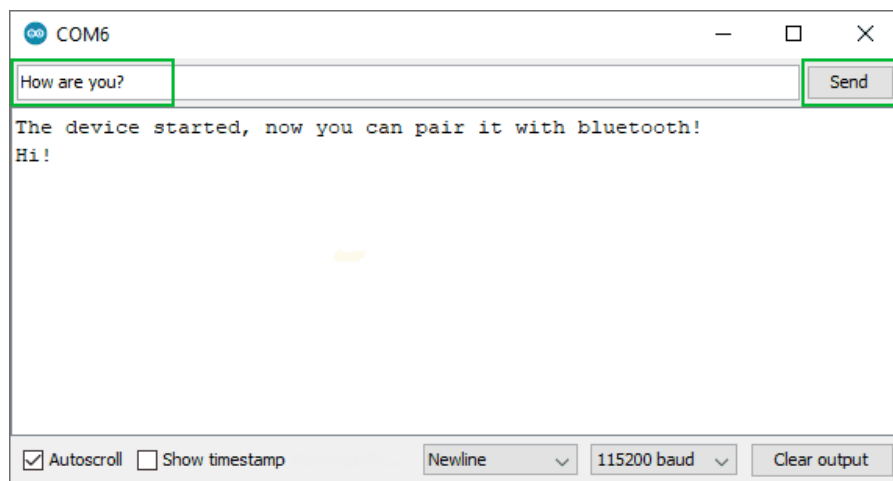 COM6
How are you?
Send
The device started, now you can pair it with bluetooth!
Hi!
Autoscroll
Show timestamp
Newline
115200 baud
Clear output